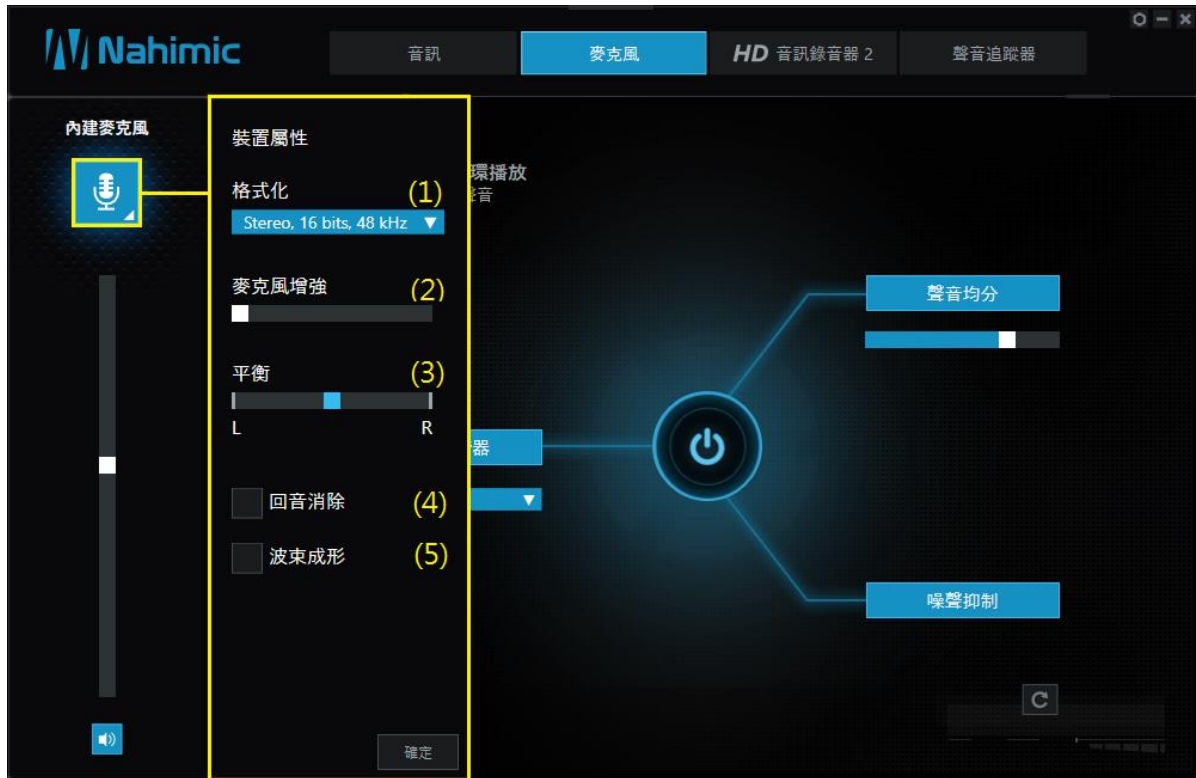 Nahimic
音訊
麥克風
HD 音訊錄音器 2
聲音追蹤器
內建麥克風
裝置屬性
環播放
聲音
格式化 (1)
Stereo, 16 bits, 48 kHz
麥克風增強 (2)
聲音均分
平衡 (3)
L R
器
回音消除 (4)
波束成形 (5)
噪聲抑制
確定